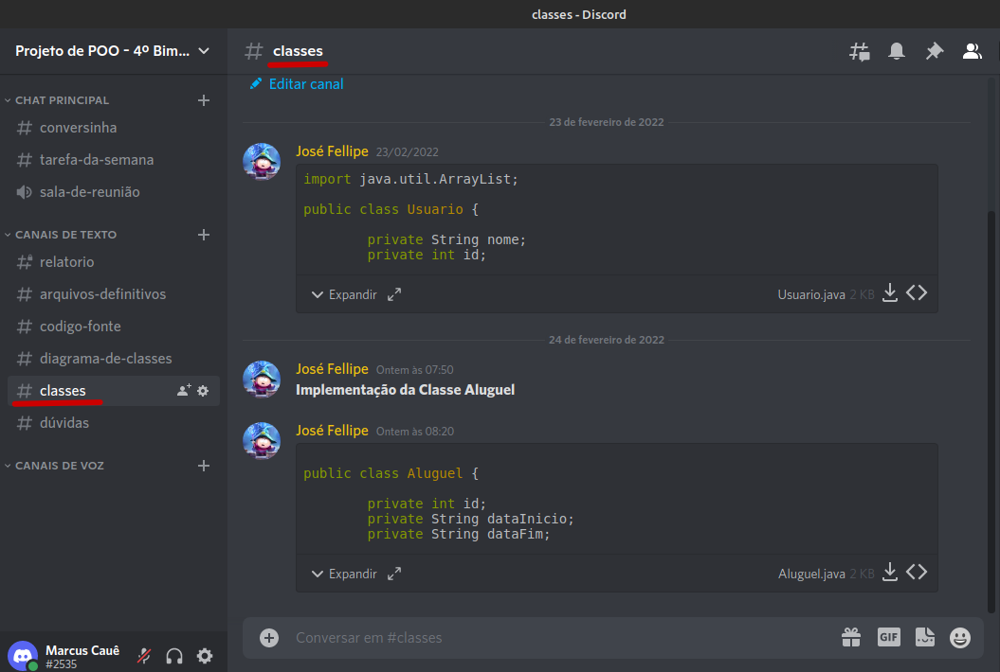 classes - Discord
Projeto de POO - 4º Bim...
classes
Editar canal
CHAT PRINCIPAL
conversinha
tarefa-da-semana
sala-de-reunião
CANAIS DE TEXTO
relatorio
arquivos-definitivos
codigo-fonte
diagrama-de-classes
classes
dúvidas
CANAIS DE VOZ
Marcus Cauê
#2535
23 de fevereiro de 2022
José Fellipe 23/02/2022
import java.util.ArrayList;
public class Usuario {
private String nome;
private int id;
Expandir
Usuario.java 2 KB
24 de fevereiro de 2022
José Fellipe Ontem às 07:50
Implementação da Classe Aluguel
José Fellipe Ontem às 08:20
public class Aluguel {
private int id;
private String dataInicio;
private String dataFim;
Expandir
Aluguel.java 2 KB
Conversar em #classes
GIF